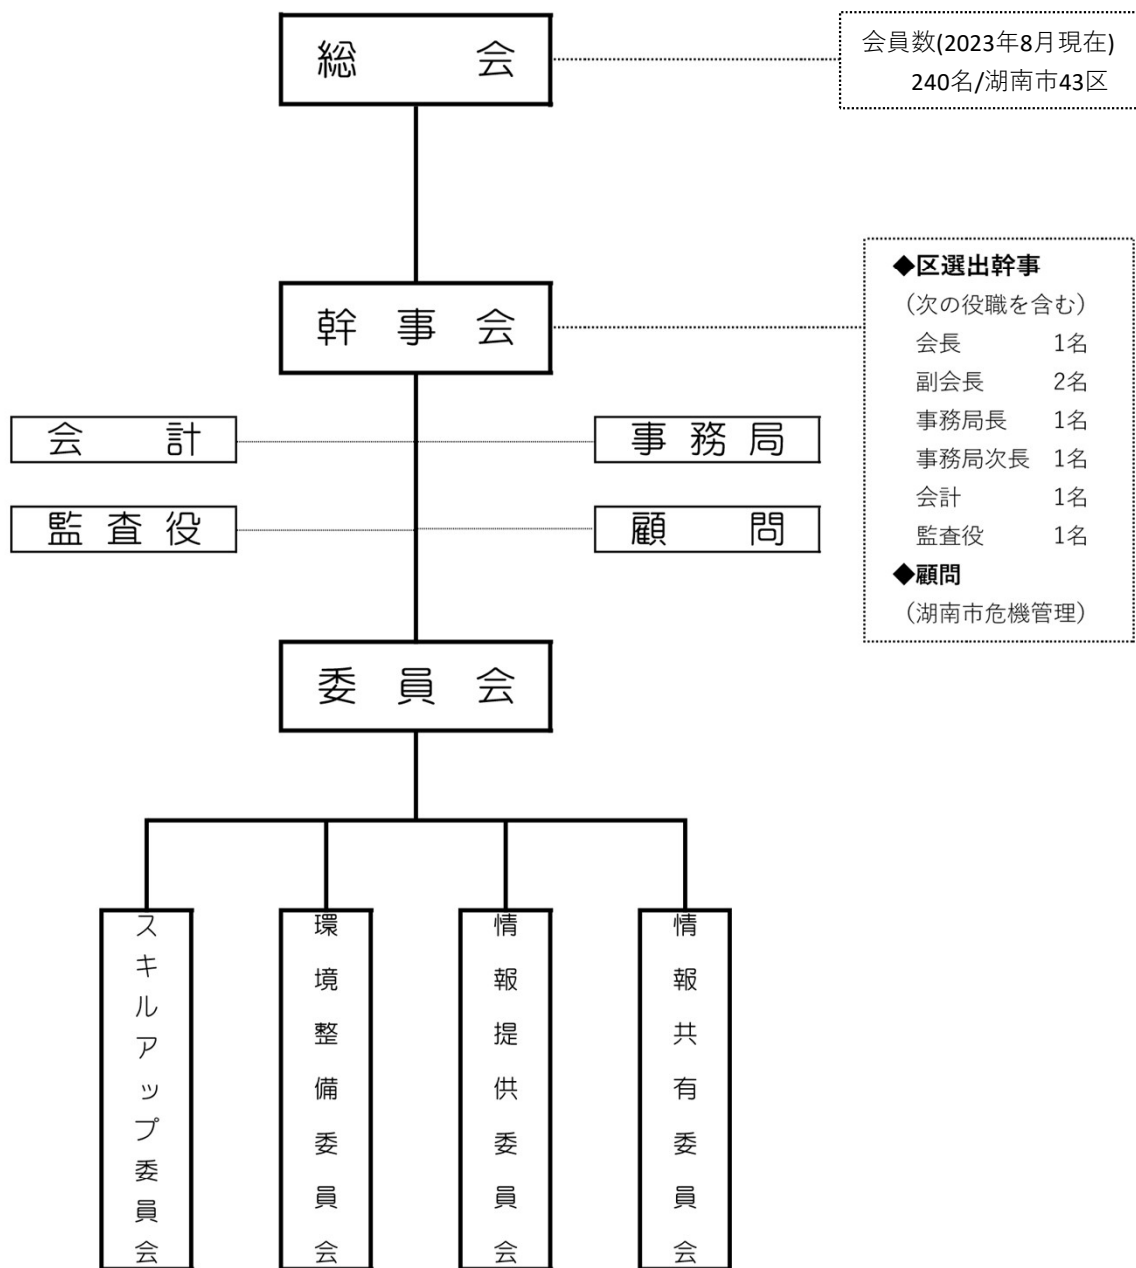 総会
会員数(2023年8月現在)
240名/湖南市43区
幹事会
◆区選出幹事
（次の役職を含む）
会長 1名
副会長 2名
事務局長 1名
事務局次長 1名
会計 1名
監査役 1名
◆顧問
（湖南市危機管理）
会計
事務局
監査役
顧問
委員会
スキルアップ委員会
環境整備委員会
情報提供委員会
情報共有委員会